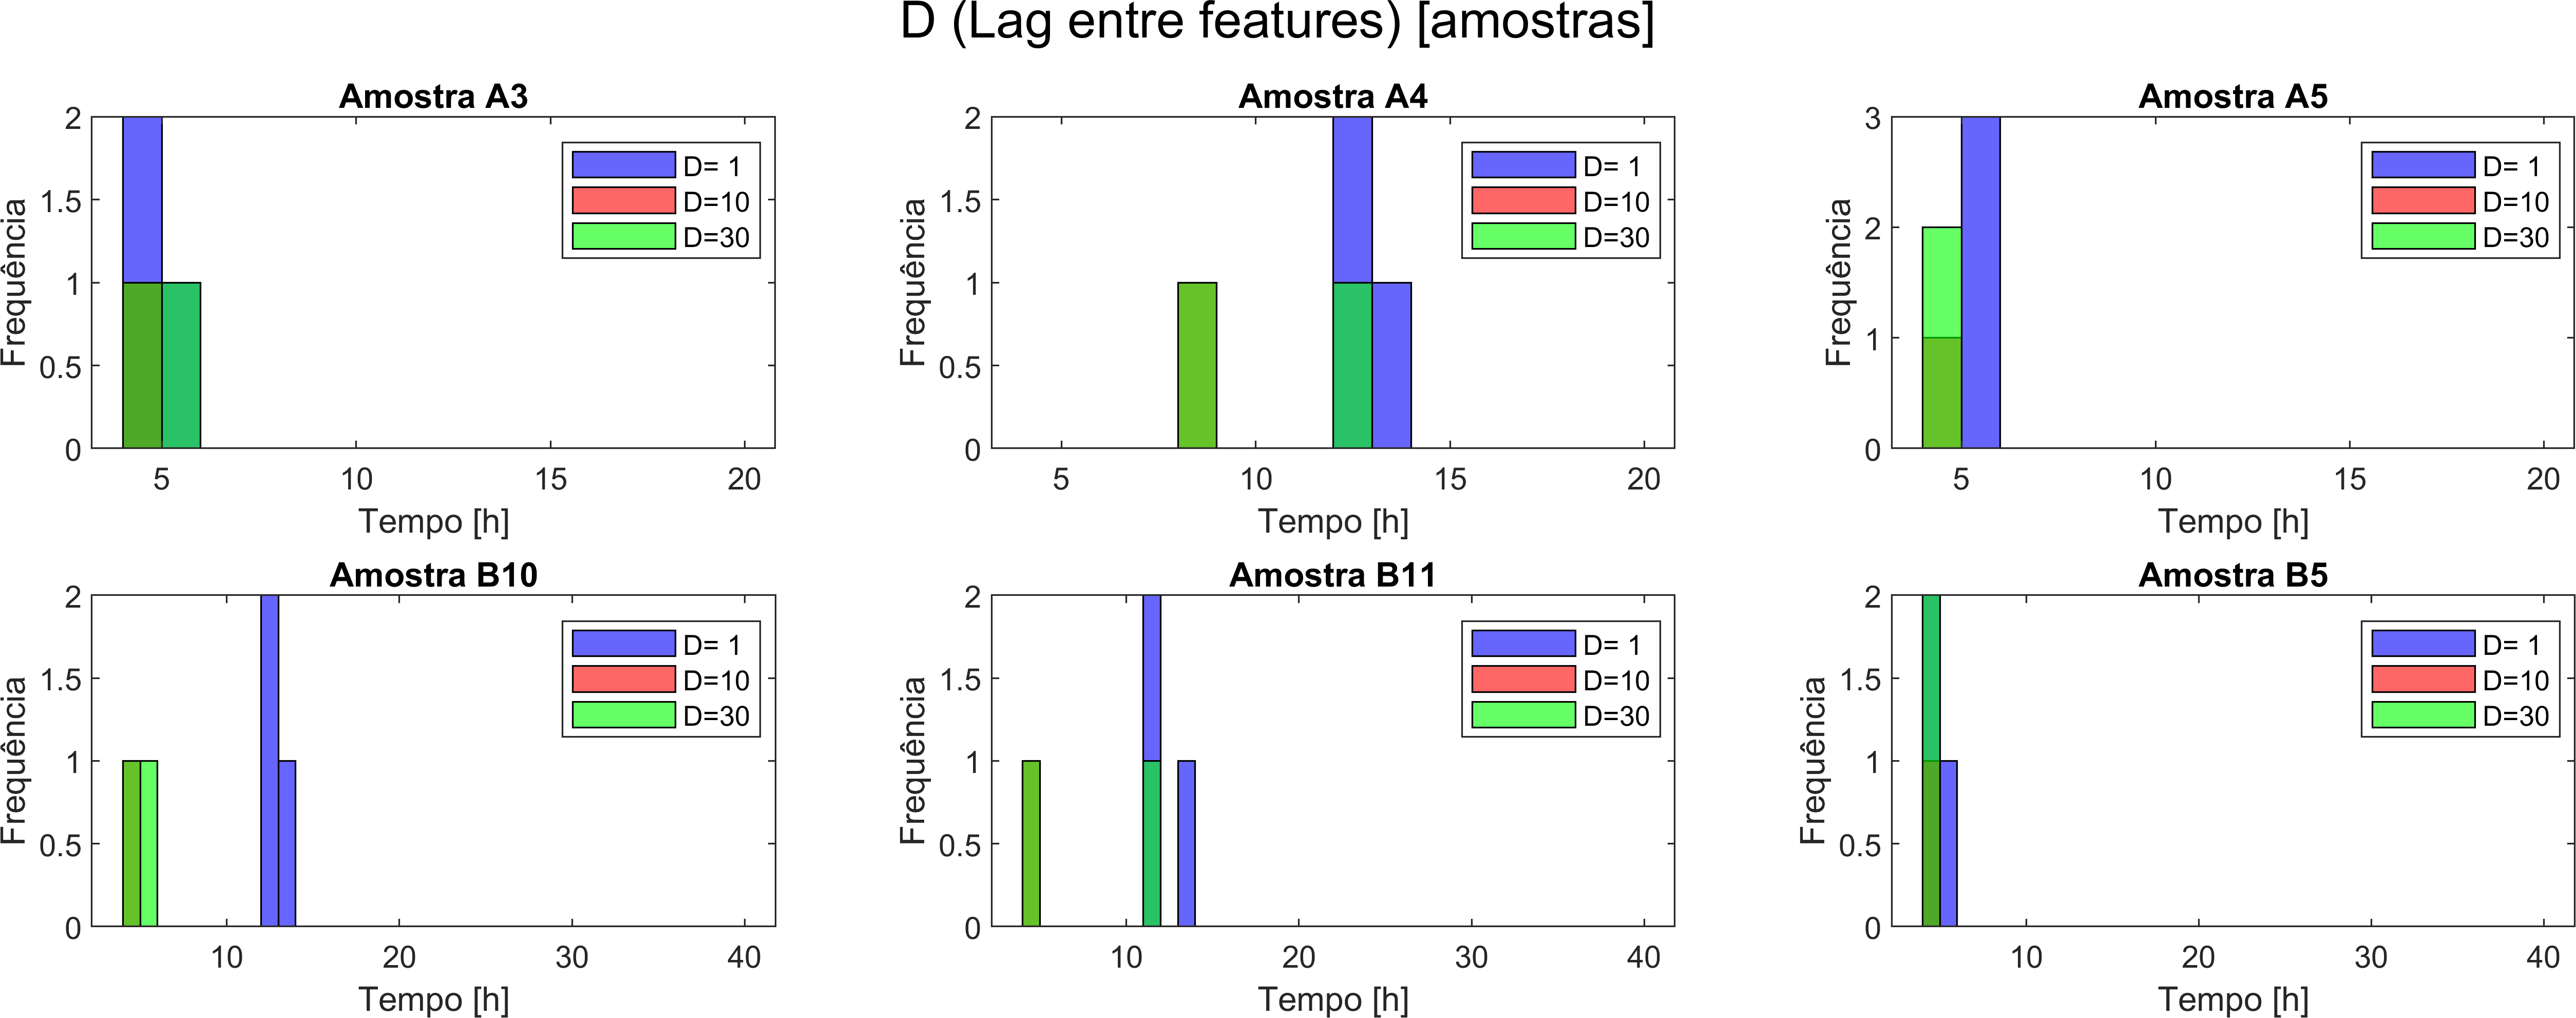 D (Lag entre features) [amostras]
Amostra A3
Frequência
2
1.5
1
0.5
0
5
10
15
20
Tempo [h]
D= 1
D=10
D=30
Amostra A4
Frequência
2
1.5
1
0.5
0
5
10
15
20
Tempo [h]
D= 1
D=10
D=30
Amostra A5
Frequência
3
2
1
0
5
10
15
20
Tempo [h]
D= 1
D=10
D=30
Amostra B10
Frequência
2
1.5
1
0.5
0
10
20
30
40
Tempo [h]
D= 1
D=10
D=30
Amostra B11
Frequência
2
1.5
1
0.5
0
10
20
30
40
Tempo [h]
D= 1
D=10
D=30
Amostra B5
Frequência
2
1.5
1
0.5
0
10
20
30
40
Tempo [h]
D= 1
D=10
D=30